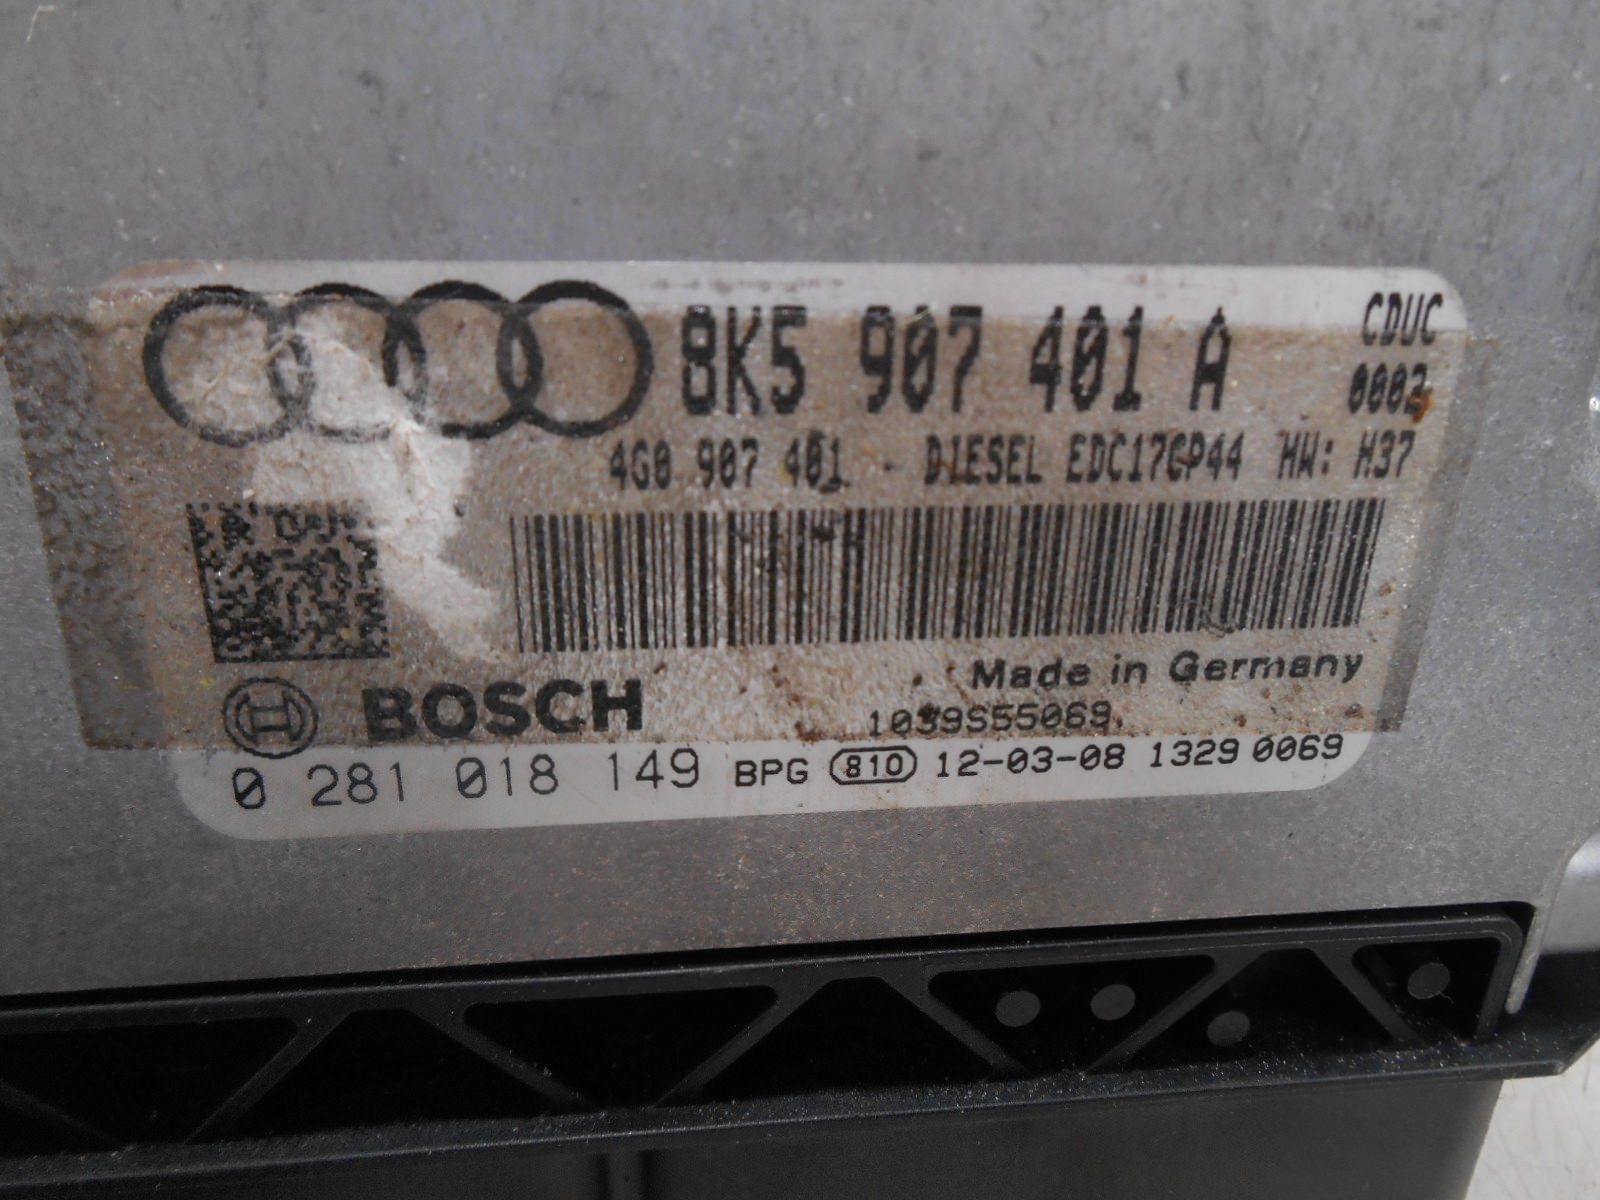 8K5 907 401 A
CDUC
0002
4G0 907 401 - DIESEL EDC17CP44 HW: H37
Made in Germany
BOSCH
1039S55069
0 281 018 149 BPG 810 12-03-08 1329 0069